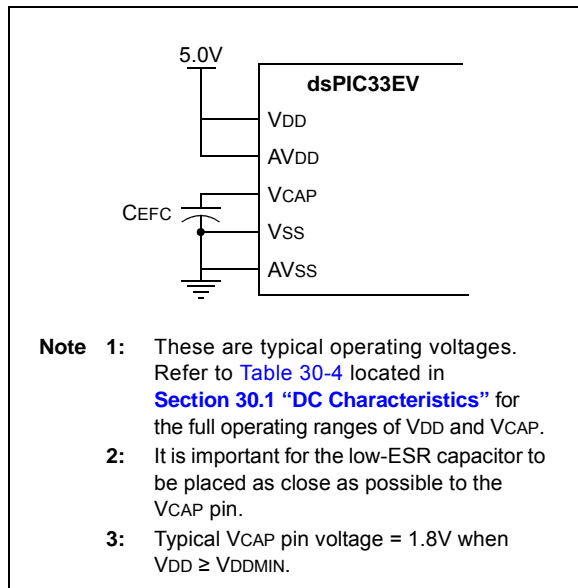 5.0V
dsPIC33EV
VDD
AVDD
VCAP
CEFC
VSS
AVSS
Note 1: These are typical operating voltages.
Refer to Table 30-4 located in
Section 30.1 “DC Characteristics” for
the full operating ranges of VDD and VCAP.
2: It is important for the low-ESR capacitor to
be placed as close as possible to the
VCAP pin.
3: Typical VCAP pin voltage = 1.8V when
VDD ≥ VDDMIN.